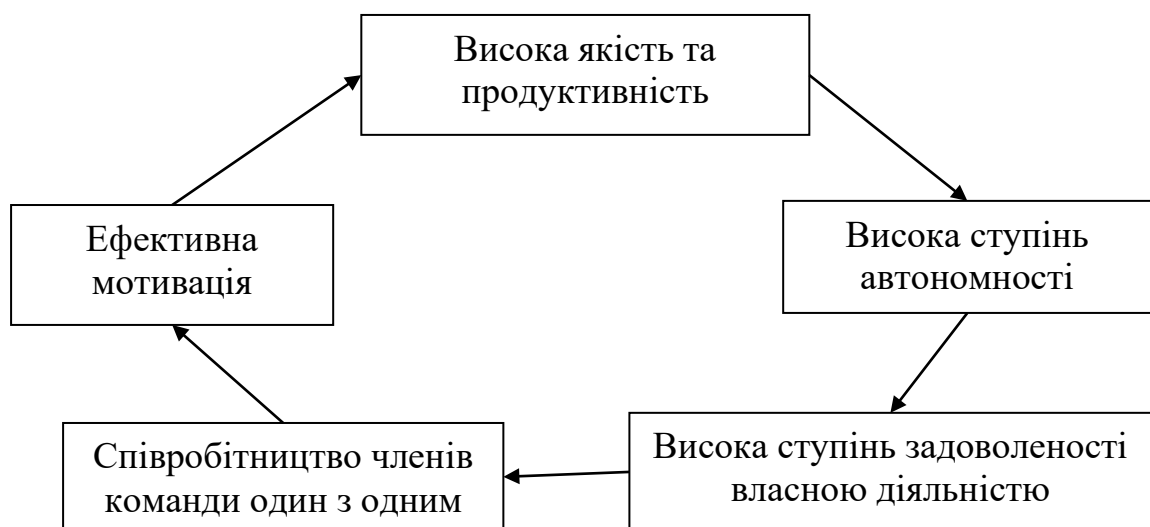 Висока якість та
продуктивність
Ефективна
мотивація
Висока ступінь
автономності
Співробітництво членів
команди один з одним
Висока ступінь задоволеності
власною діяльністю